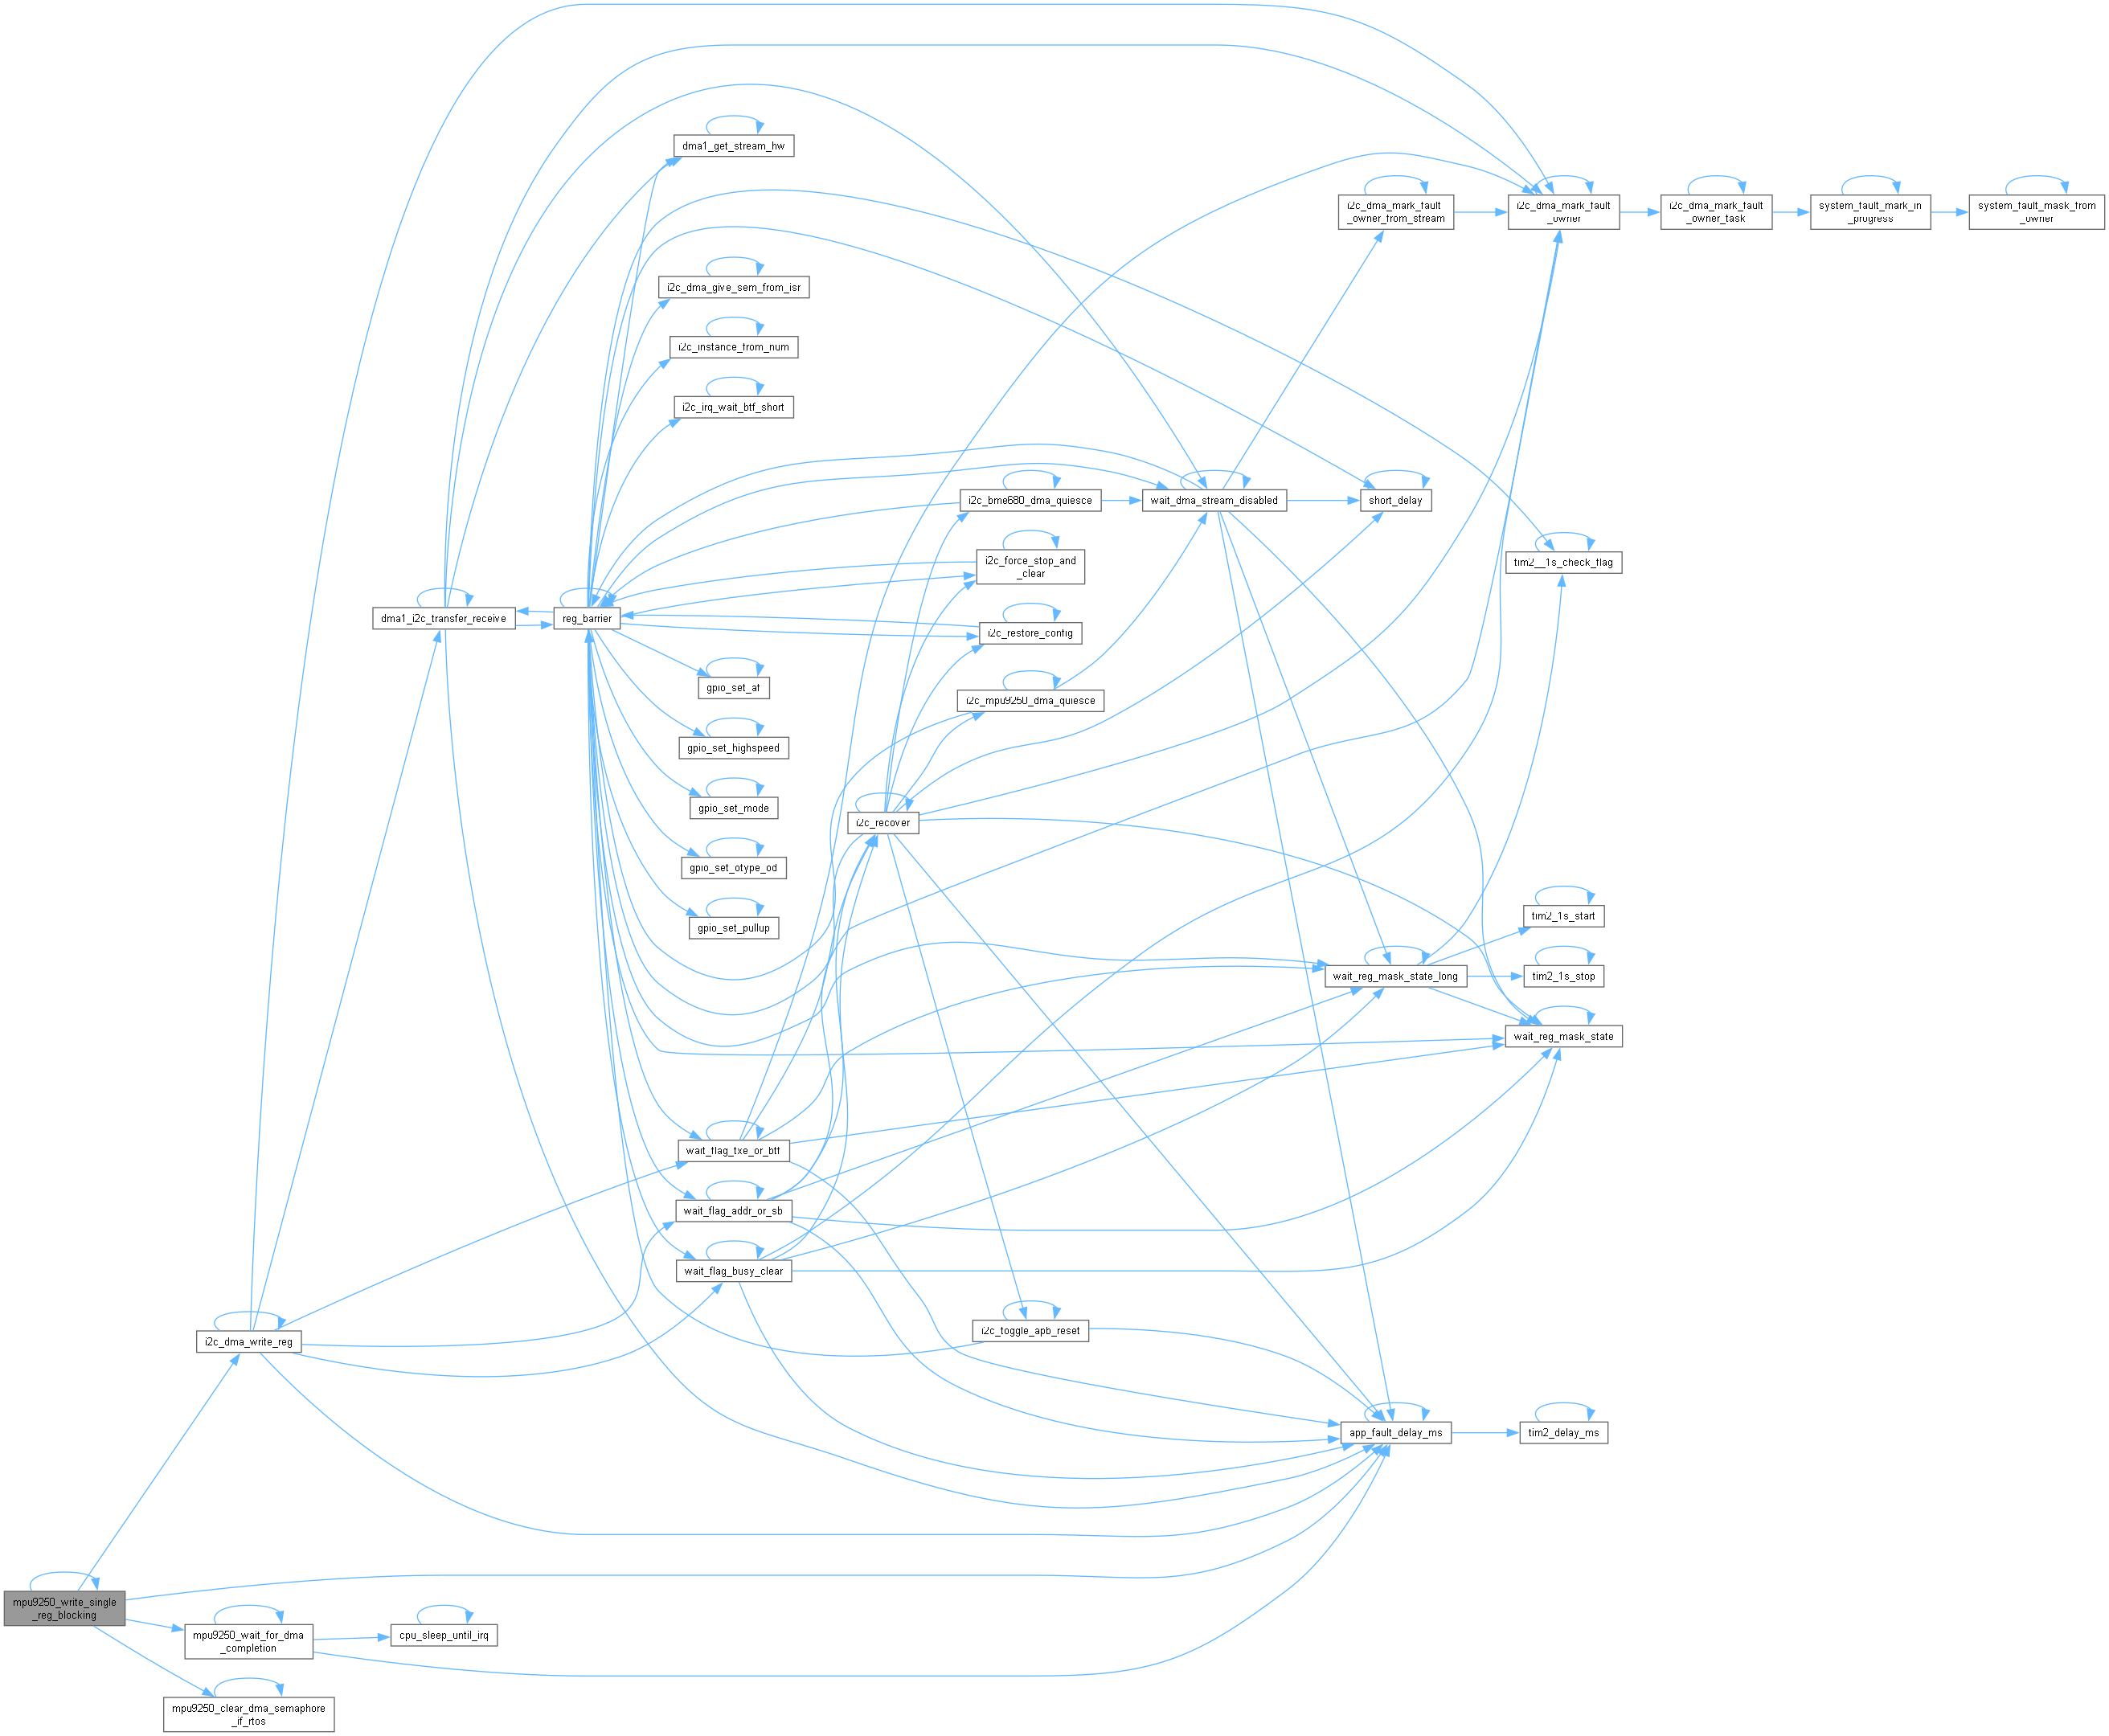 dma1_get_stream_hw
i2c_dma_mark_fault
_owner_from_stream
i2c_dma_mark_fault
_owner
i2c_dma_mark_fault
_owner_task
system_fault_mark_in
_progress
system_fault_mask_from
_owner
i2c_dma_give_sem_from_isr
i2c_instance_from_num
i2c_irq_wait_btf_short
i2c_bme680_dma_quiesce
wait_dma_stream_disabled
short_delay
i2c_force_stop_and
_clear
tim2__1s_check_flag
dma1_i2c_transfer_receive
reg_barrier
i2c_restore_config
gpio_set_af
i2c_mpu9250_dma_quiesce
gpio_set_highspeed
gpio_set_mode
i2c_recover
gpio_set_otype_od
gpio_set_pullup
tim2_1s_start
wait_reg_mask_state_long
tim2_1s_stop
wait_reg_mask_state
wait_flag_txe_or_btf
wait_flag_addr_or_sb
wait_flag_busy_clear
i2c_dma_write_reg
i2c_toggle_apb_reset
app_fault_delay_ms
tim2_delay_ms
mpu9250_write_single
_reg_blocking
mpu9250_wait_for_dma
_completion
cpu_sleep_until_irq
mpu9250_clear_dma_semaphore
_if_rtos